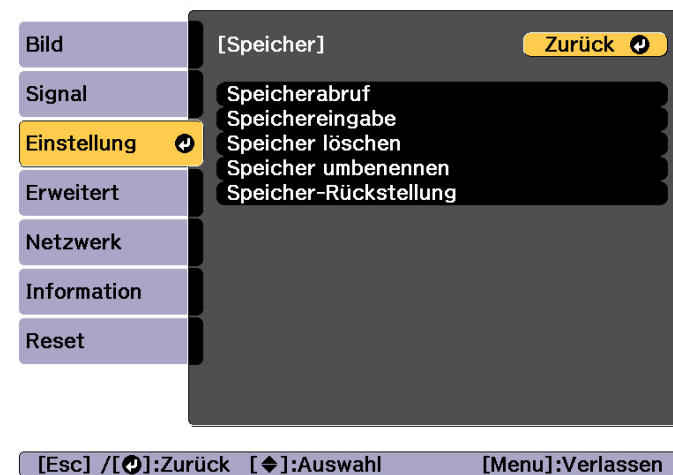 Bild
Signal
Einstellung
Erweitert
Netzwerk
Information
Reset
[Speicher]
Zurück
Speicherabruf
Speichereingabe
Speicher löschen
Speicher umbenennen
Speicher-Rückstellung
[Esc] /[]:Zurück [◆]:Auswahl [Menu]:Verlassen